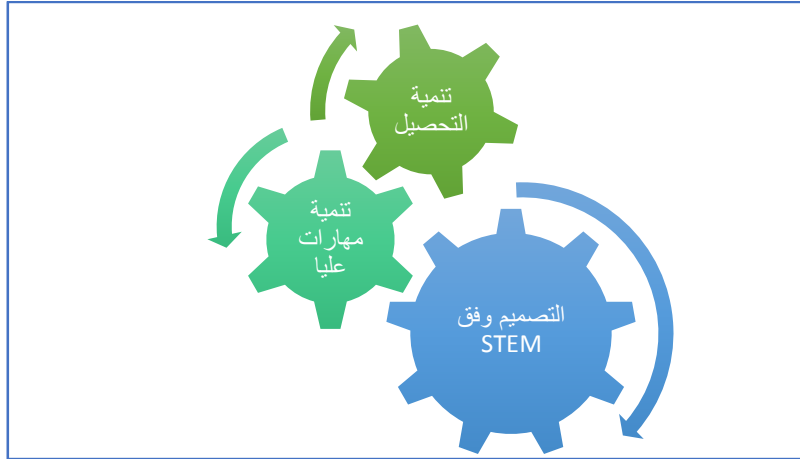 تنمية
التحصيل
تنمية
مهارات
عليا
التصميم وفق
STEM